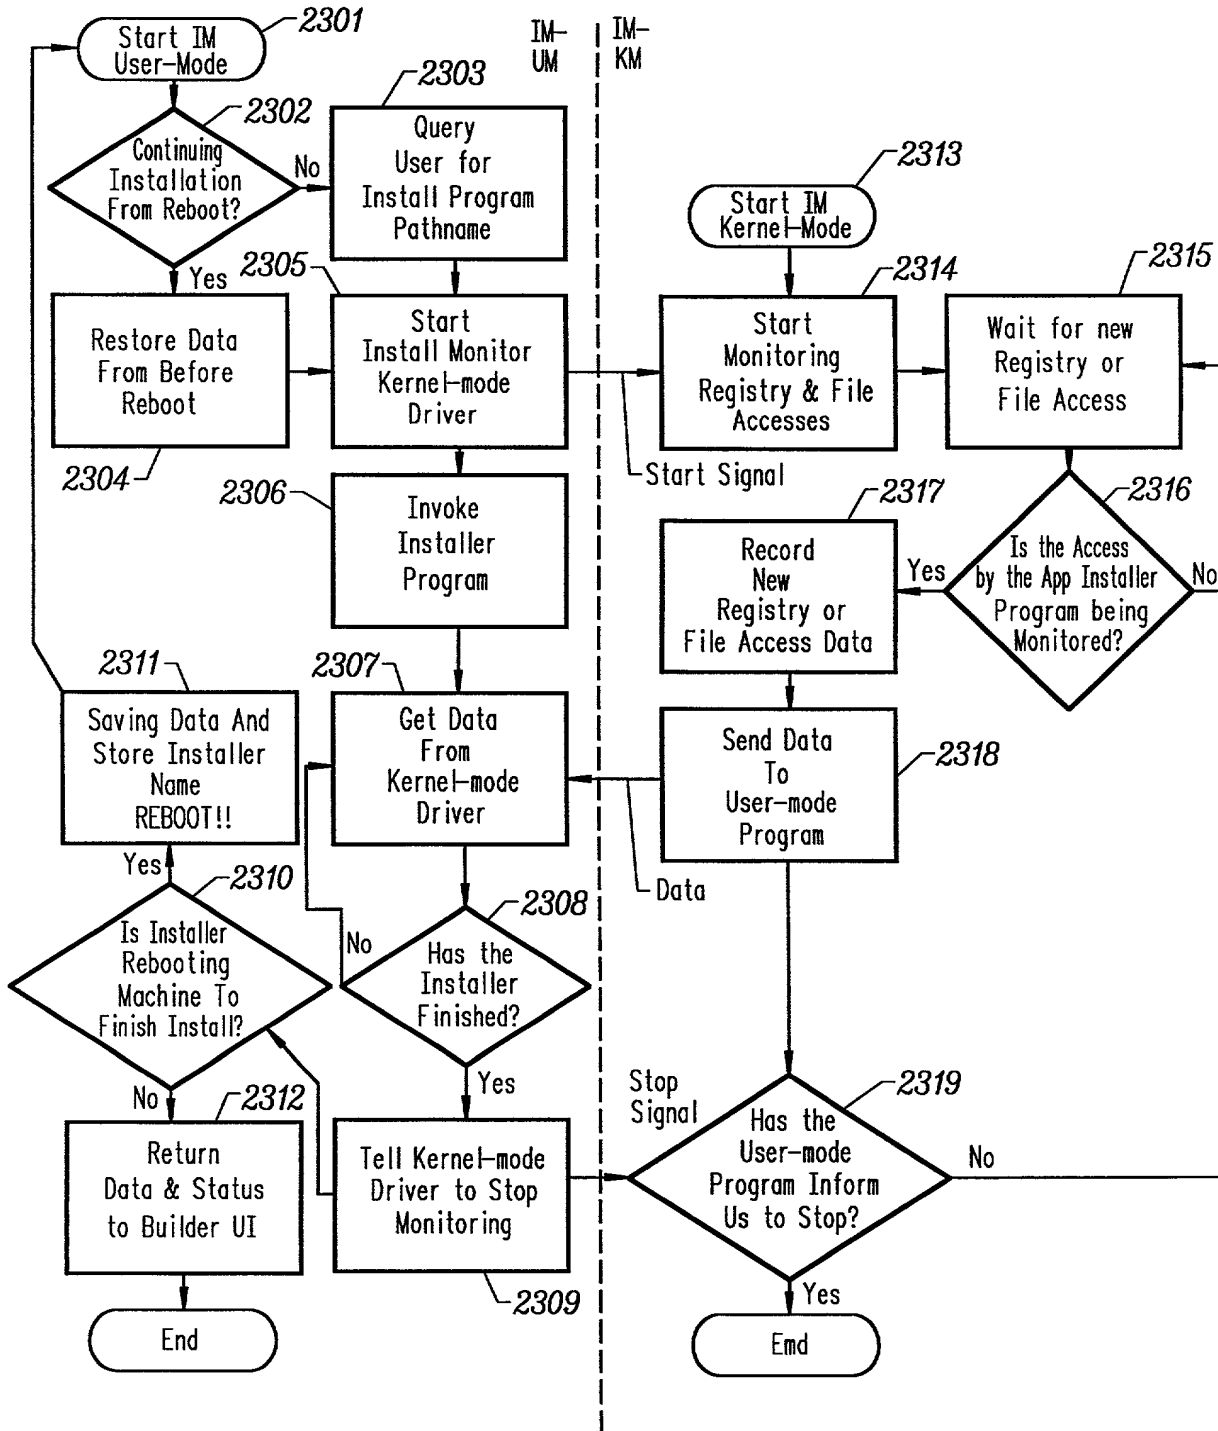 2301
Start IM
User-Mode
IM-
UM
IM-
KM
2302
Continuing
Installation
From Reboot?
No
Yes
2303
Query
User for
Install Program
Pathname
2304
Restore Data
From Before
Reboot
2305
Start
Install Monitor
Kernel-mode
Driver
Start Signal
2306
Invoke
Installer
Program
2307
Get Data
From
Kernel-mode
Driver
Data
2308
Has the
Installer
Finished?
No
Yes
2309
Tell Kernel-mode
Driver to Stop
Monitoring
Stop
Signal
2310
Is Installer
Rebooting
Machine To
Finish Install?
Yes
No
2311
Saving Data And
Store Installer
Name
REBOOT!!
2312
Return
Data & Status
to Builder UI
End
2313
Start IM
Kernel-Mode
2314
Start
Monitoring
Registry & File
Accesses
2315
Wait for new
Registry or
File Access
2316
Is the Access
by the App Installer
Program being
Monitored?
Yes
No
2317
Record
New
Registry or
File Access Data
2318
Send Data
To
User-mode
Program
2319
Has the
User-mode
Program Inform
Us to Stop?
No
Yes
Emd